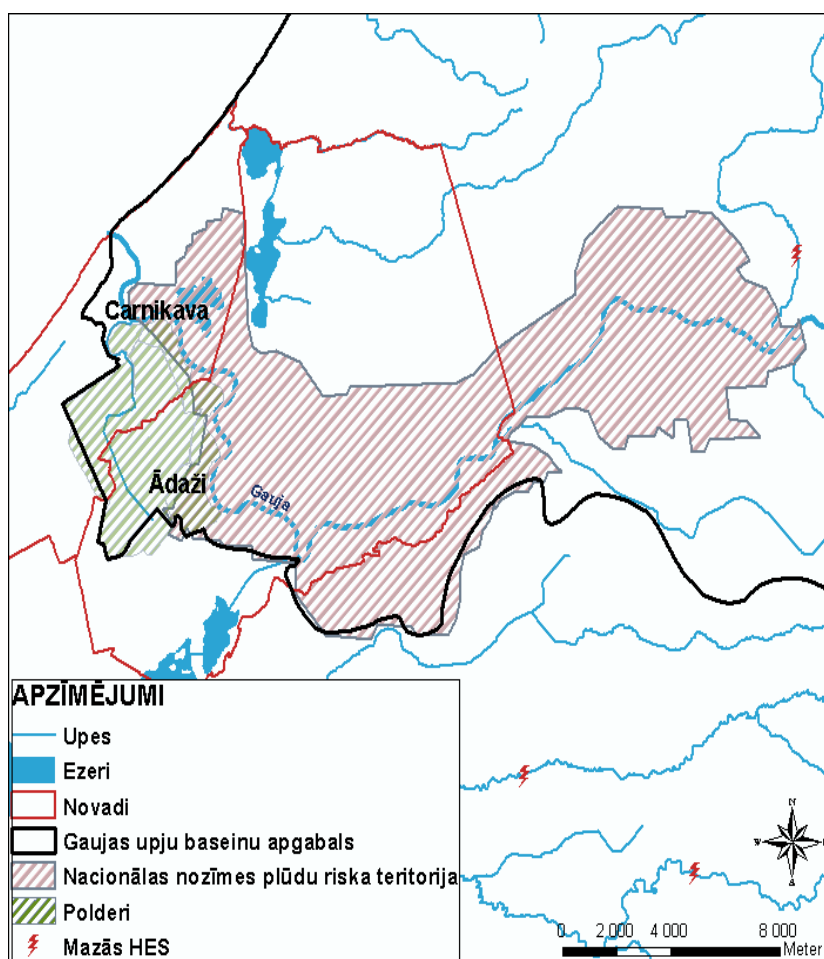 Carnikava
Ādaži
Gauja
APZĪMĒJUMI
Upes
Ezeri
Novadi
Gaujas upju baseinu apgabals
Nacionālas nozīmes plūdu riska teritorija
Polderi
Mazās HES
N
W
S
0 2 000 4 000 8 000
Meter